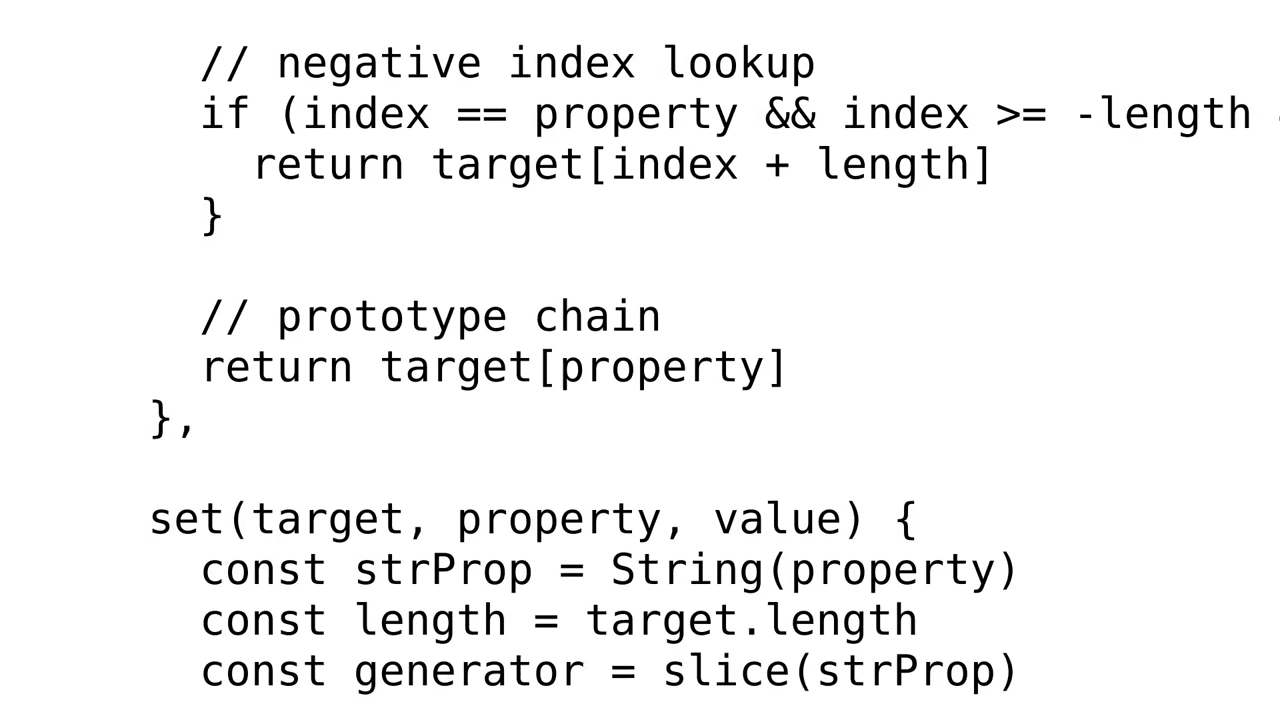 // negative index lookup
if (index == property && index >= -length
return target[index + length]
}
// prototype chain
return target[property]
},
set(target, property, value) {
const strProp = String(property)
const length = target.length
const generator = slice(strProp)